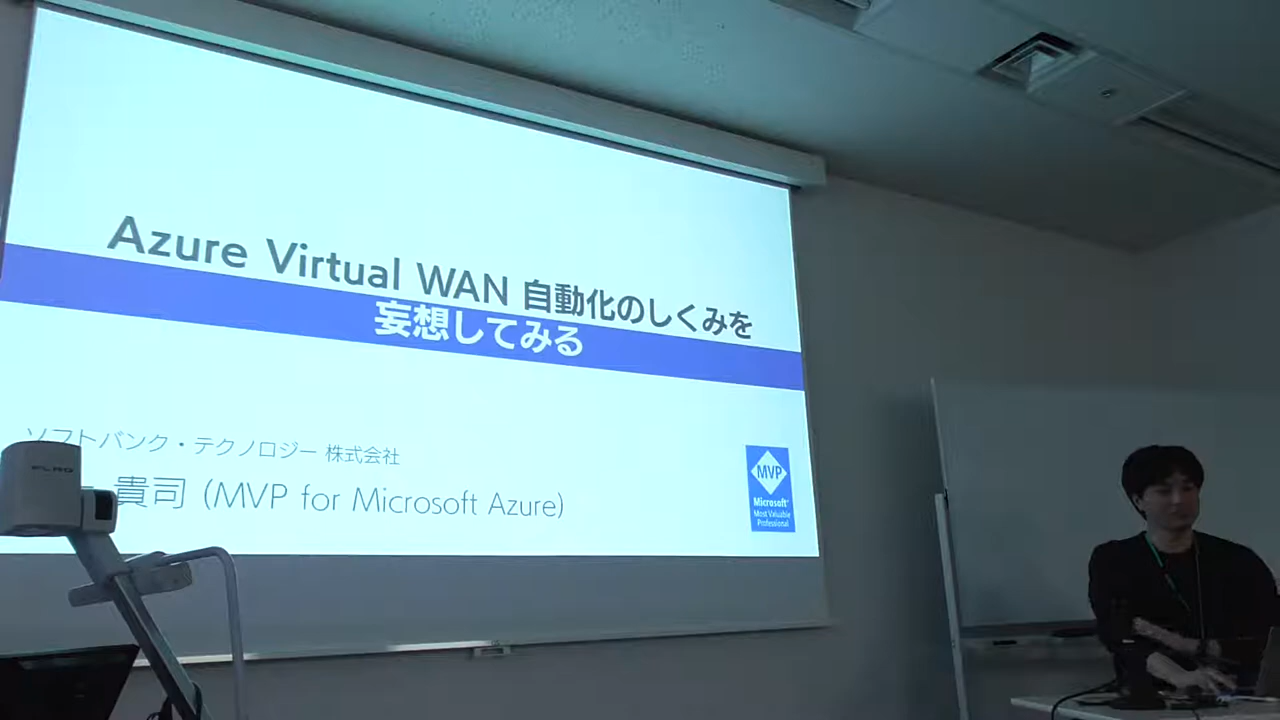 Azure Virtual WAN 自動化のしくみを
妄想してみる
ソフトバンク・テクノロジー 株式会社
貴司 (MVP for Microsoft Azure)
MVP
Microsoft®
Most Valuable
Professional